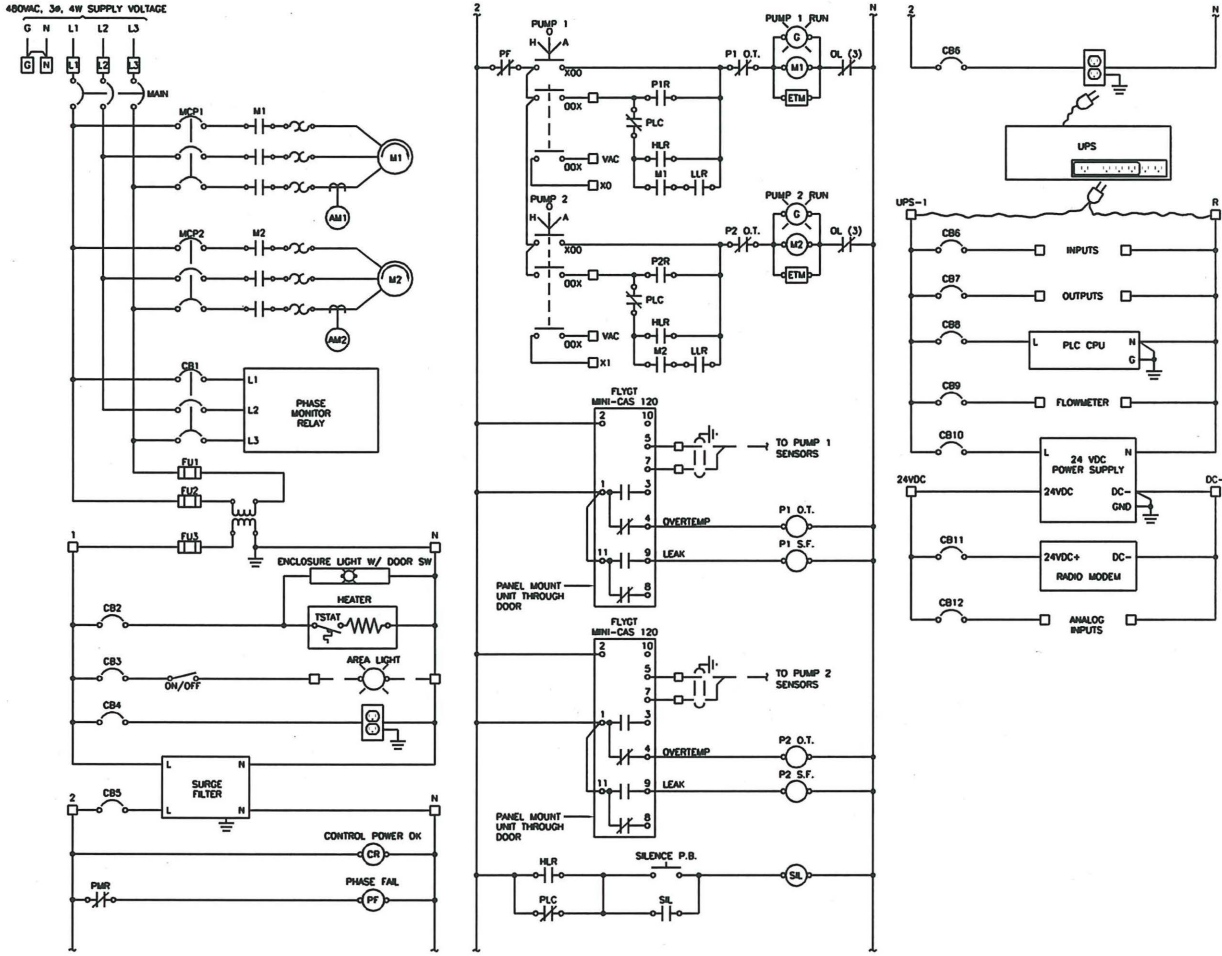 480VAC, 3ø, 4W SUPPLY VOLTAGE
G N L1 L2 L3
G N L1 L2 L3
MAIN
MCP1 M1
M1
AM1
MCP2 M2
M2
AM2
CB1
L1
L2
L3
PHASE
MONITOR
RELAY
FU1
FU2
1 FU3 N
ENCLOSURE LIGHT W/ DOOR SW
HEATER
CB2
TSTAT
CB3
ON/OFF
AREA LIGHT
CB4
L N
SURGE
FILTER
2 CB5 L N N
CONTROL POWER OK
CR
PMR
PHASE FAIL
PF
2 N
PUMP 1
H O A
PF
XOO
OOX
OOX
VAC
X0
P1R
PLC
HLR
M1 LLR
P1 O.T.
PUMP 1 RUN
G
M1
ETM
OL (3)
PUMP 2
H O A
XOO
OOX
OOX
VAC
X1
P2R
PLC
HLR
M2 LLR
P2 O.T.
PUMP 2 RUN
G
M2
ETM
OL (3)
FLYGT
MINI-CAS 120
2 10
5
7
TO PUMP 1
SENSORS
1 3
4 OVERTEMP
P1 O.T.
11 9 LEAK
P1 S.F.
8
PANEL MOUNT
UNIT THROUGH
DOOR
FLYGT
MINI-CAS 120
2 10
5
7
TO PUMP 2
SENSORS
1 3
4 OVERTEMP
P2 O.T.
11 9 LEAK
P2 S.F.
8
PANEL MOUNT
UNIT THROUGH
DOOR
HLR
SILENCE P.B.
SIL
PLC
SIL
2 N
CB6
UPS
UPS-1 R
CB6 INPUTS
CB7 OUTPUTS
CB8
L PLC CPU N
G
CB9 FLOWMETER
CB10
L N
24 VDC
POWER SUPPLY
24VDC DC-
24VDC DC-
GND
CB11
24VDC+ DC-
RADIO MODEM
CB12
ANALOG
INPUTS